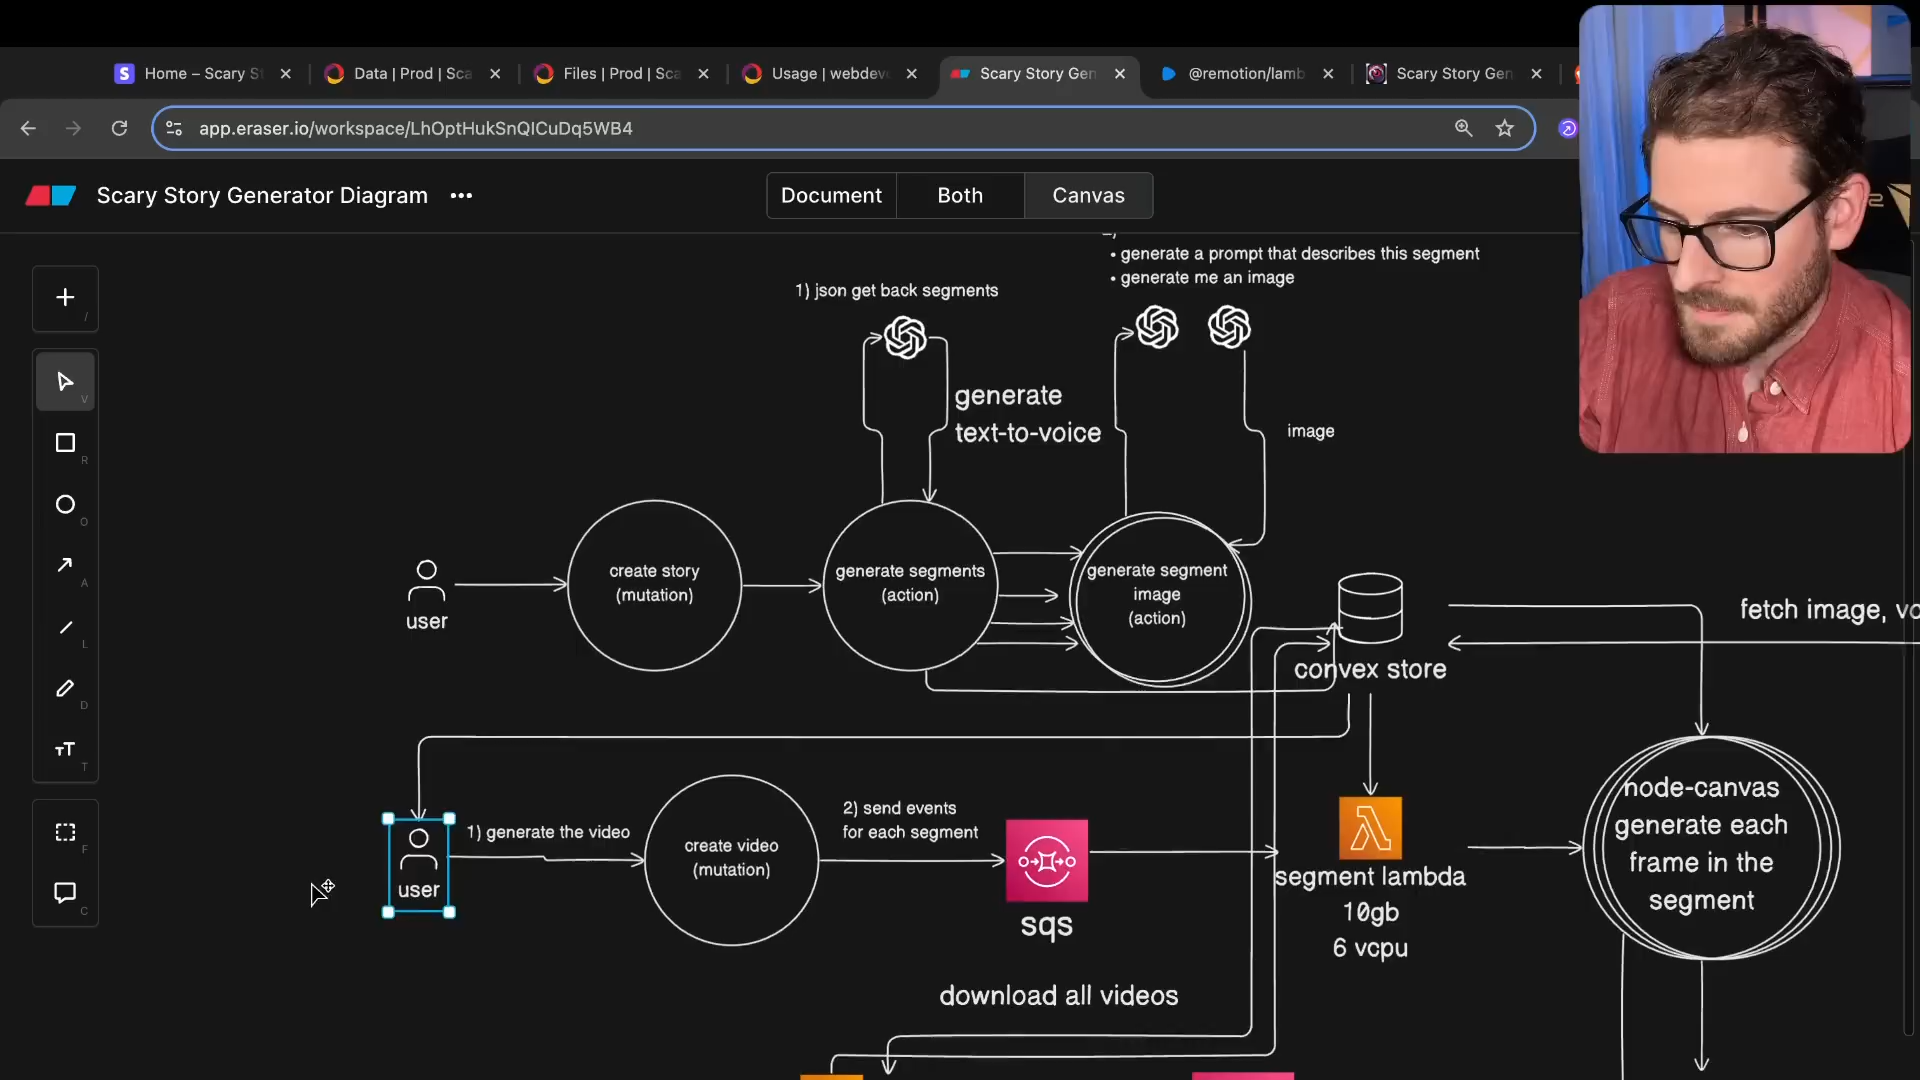 Home – Scary S
Data | Prod | Sca
Files | Prod | Sca
Usage | webdev
Scary Story Gen
@remotion/lamb
Scary Story Gen
app.eraser.io/workspace/LhOptHukSnQICuDq5WB4
Scary Story Generator Diagram
Document
Both
Canvas
• generate a prompt that describes this segment
• generate me an image
1) json get back segments
generate
text-to-voice
image
create story
(mutation)
generate segments
(action)
generate segment
image
(action)
user
convex store
fetch image, vo
1) generate the video
2) send events
for each segment
create video
(mutation)
user
sqs
segment lambda
10gb
6 vcpu
node-canvas
generate each
frame in the
segment
download all videos
/
V
R
O
A
L
D
T
F
C